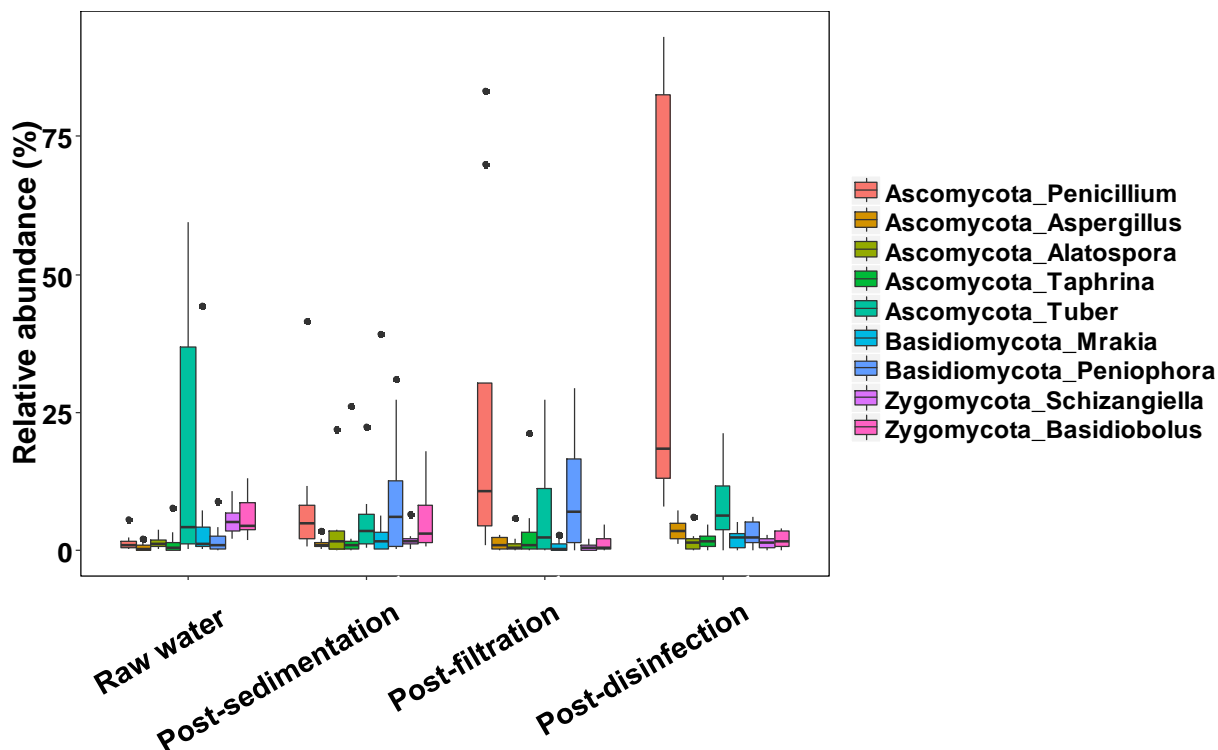 Relative abundance (%)
75
50
25
0
Raw water
Post-sedimentation
Post-filtration
Post-disinfection
Ascomycota_Penicillium
Ascomycota_Aspergillus
Ascomycota_Alatospora
Ascomycota_Taphrina
Ascomycota_Tuber
Basidiomycota_Mrakia
Basidiomycota_Peniophora
Zygomycota_Schizangiella
Zygomycota_Basidiobolus